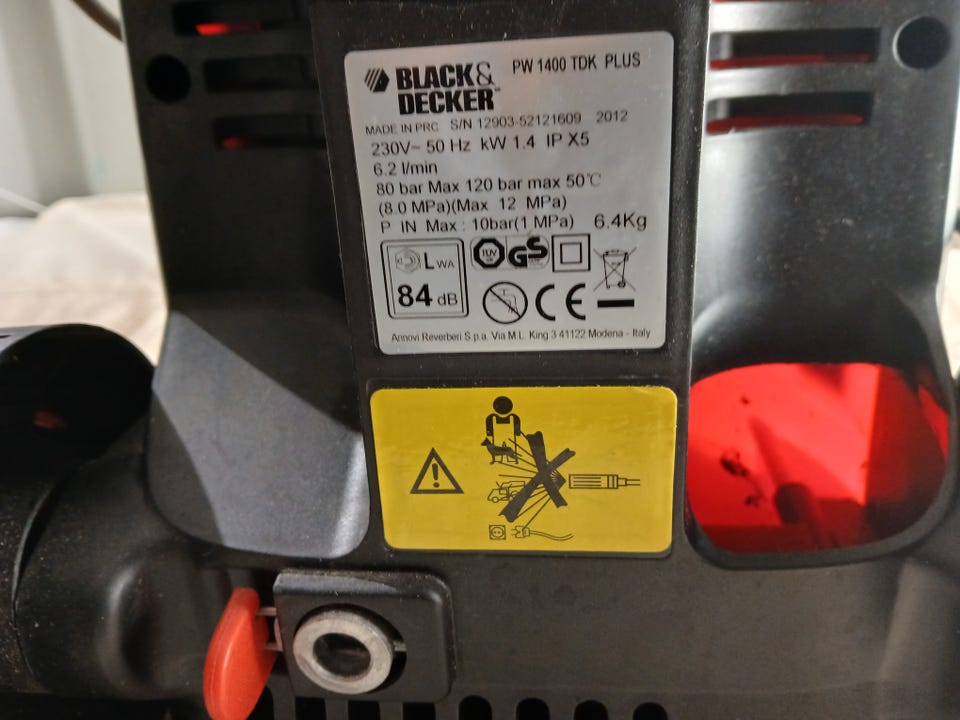 BLACK& PW 1400 TDK PLUS
DECKER™
MADE IN PRC S/N 12903-52121609 2012
230V~ 50 Hz kW 1.4 IP X5
6.2 l/min
80 bar Max 120 bar max 50℃
(8.0 MPa)(Max 12 MPa)
P IN Max : 10bar(1 MPa) 6.4Kg
LWA
84 dB
TÜV
GS
CE
Annovi Reverberi S.p.a. Via M.L. King 3 41122 Modena - Italy